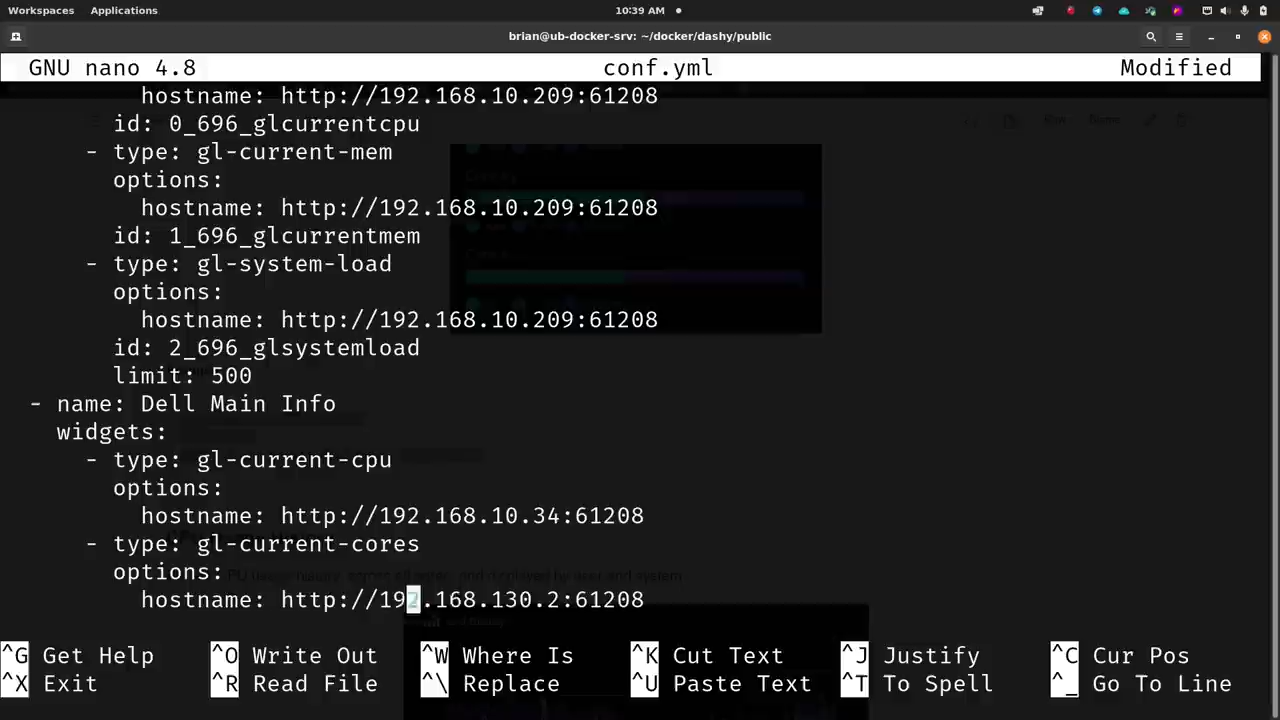 Workspaces Applications 10:39 AM
brian@ub-docker-srv: ~/docker/dashy/public
GNU nano 4.8 conf.yml Modified
hostname: http://192.168.10.209:61208
id: 0_696_glcurrentcpu
- type: gl-current-mem
options:
hostname: http://192.168.10.209:61208
id: 1_696_glcurrentmem
- type: gl-system-load
options:
hostname: http://192.168.10.209:61208
id: 2_696_glsystemload
limit: 500
- name: Dell Main Info
widgets:
- type: gl-current-cpu
options:
hostname: http://192.168.10.34:61208
- type: gl-current-cores
options:
hostname: http://192.168.130.2:61208
^G Get Help ^O Write Out ^W Where Is ^K Cut Text ^J Justify ^C Cur Pos
^X Exit ^R Read File ^\ Replace ^U Paste Text ^T To Spell ^_ Go To Line